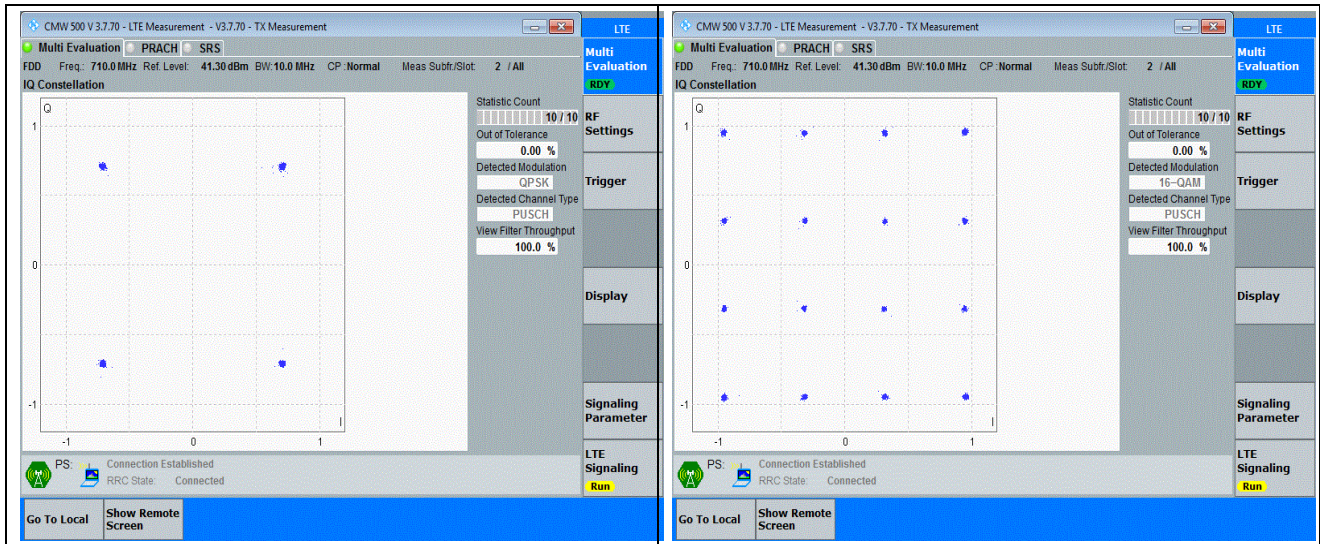 CMW 500 V 3.7.70 - LTE Measurement - V3.7.70 - TX Measurement
LTE
Multi Evaluation PRACH SRS
Multi Evaluation
RDY
FDD Freq.: 710.0 MHz Ref. Level: 41.30 dBm BW: 10.0 MHz CP : Normal Meas Subfr./Slot: 2 / All
IQ Constellation
Q
1
0
-1
-1 0 1
I
Statistic Count
10 / 10
Out of Tolerance
0.00 %
Detected Modulation
QPSK
Detected Channel Type
PUSCH
View Filter Throughput
100.0 %
RF
Settings
Trigger
Display
Signaling
Parameter
LTE
Signaling
Run
PS: Connection Established
RRC State: Connected
Go To Local
Show Remote
Screen
CMW 500 V 3.7.70 - LTE Measurement - V3.7.70 - TX Measurement
LTE
Multi Evaluation PRACH SRS
Multi
Evaluation
RDY
FDD Freq.: 710.0 MHz Ref. Level: 41.30 dBm BW: 10.0 MHz CP : Normal Meas Subfr./Slot: 2 / All
IQ Constellation
Q
1
0
-1
-1 0 1
I
Statistic Count
10 / 10
Out of Tolerance
0.00 %
Detected Modulation
16-QAM
Detected Channel Type
PUSCH
View Filter Throughput
100.0 %
RF
Settings
Trigger
Display
Signaling
Parameter
LTE
Signaling
Run
PS: Connection Established
RRC State: Connected
Go To Local
Show Remote
Screen